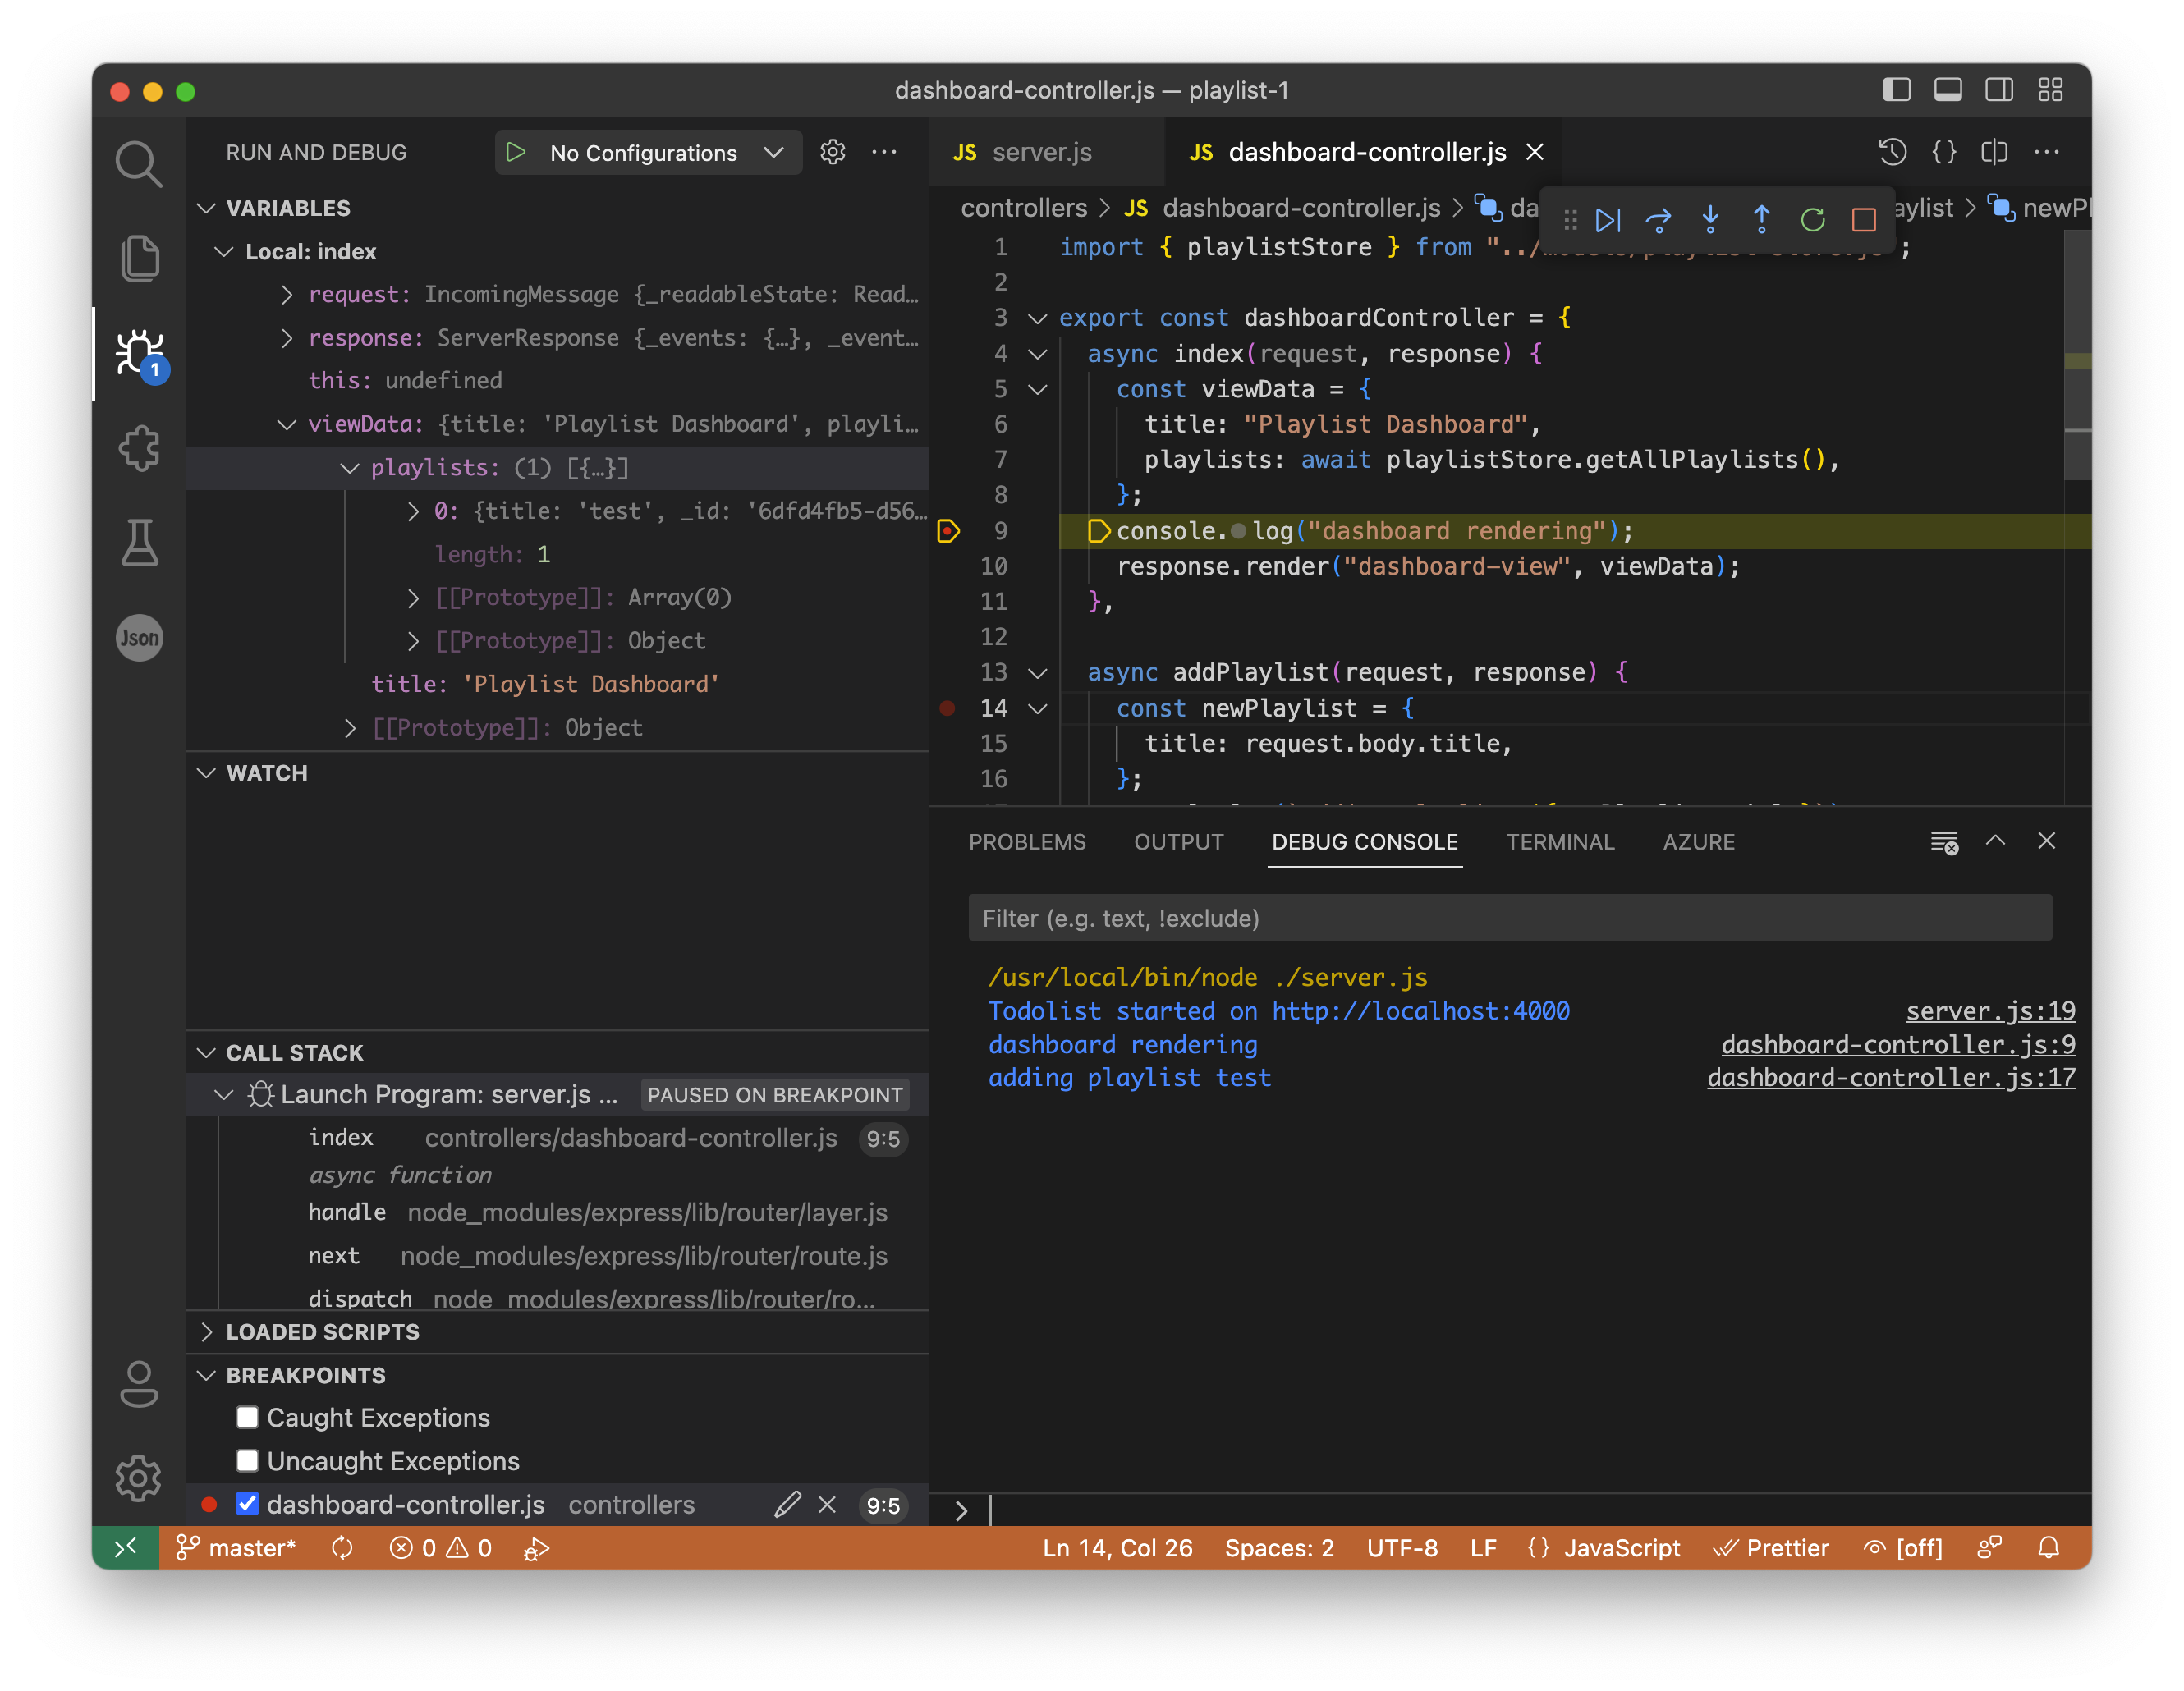 dashboard-controller.js — playlist-1
RUN AND DEBUG
No Configurations
VARIABLES
Local: index
request: IncomingMessage {_readableState: Read…
response: ServerResponse {_events: {…}, _event…
this: undefined
viewData: {title: 'Playlist Dashboard', playli…
playlists: (1) [{…}]
0: {title: 'test', _id: '6dfd4fb5-d56…
length: 1
[[Prototype]]: Array(0)
[[Prototype]]: Object
title: 'Playlist Dashboard'
[[Prototype]]: Object
WATCH
CALL STACK
Launch Program: server.js ... PAUSED ON BREAKPOINT
index controllers/dashboard-controller.js 9:5
async function
handle node_modules/express/lib/router/layer.js
next node_modules/express/lib/router/route.js
dispatch node_modules/express/lib/router/ro...
LOADED SCRIPTS
BREAKPOINTS
Caught Exceptions
Uncaught Exceptions
dashboard-controller.js controllers 9:5
1
Json
JS server.js
JS dashboard-controller.js
controllers > JS dashboard-controller.js > da aylist > newPl
1 import { playlistStore } from "../models/playlist-store.js";
2
3 export const dashboardController = {
4 async index(request, response) {
5 const viewData = {
6 title: "Playlist Dashboard",
7 playlists: await playlistStore.getAllPlaylists(),
8 };
9 console.log("dashboard rendering");
10 response.render("dashboard-view", viewData);
11 },
12
13 async addPlaylist(request, response) {
14 const newPlaylist = {
15 title: request.body.title,
16 };
PROBLEMS OUTPUT DEBUG CONSOLE TERMINAL AZURE
Filter (e.g. text, !exclude)
/usr/local/bin/node ./server.js
Todolist started on http://localhost:4000 server.js:19
dashboard rendering dashboard-controller.js:9
adding playlist test dashboard-controller.js:17
>
master* 0 0 Ln 14, Col 26 Spaces: 2 UTF-8 LF {} JavaScript Prettier [off]